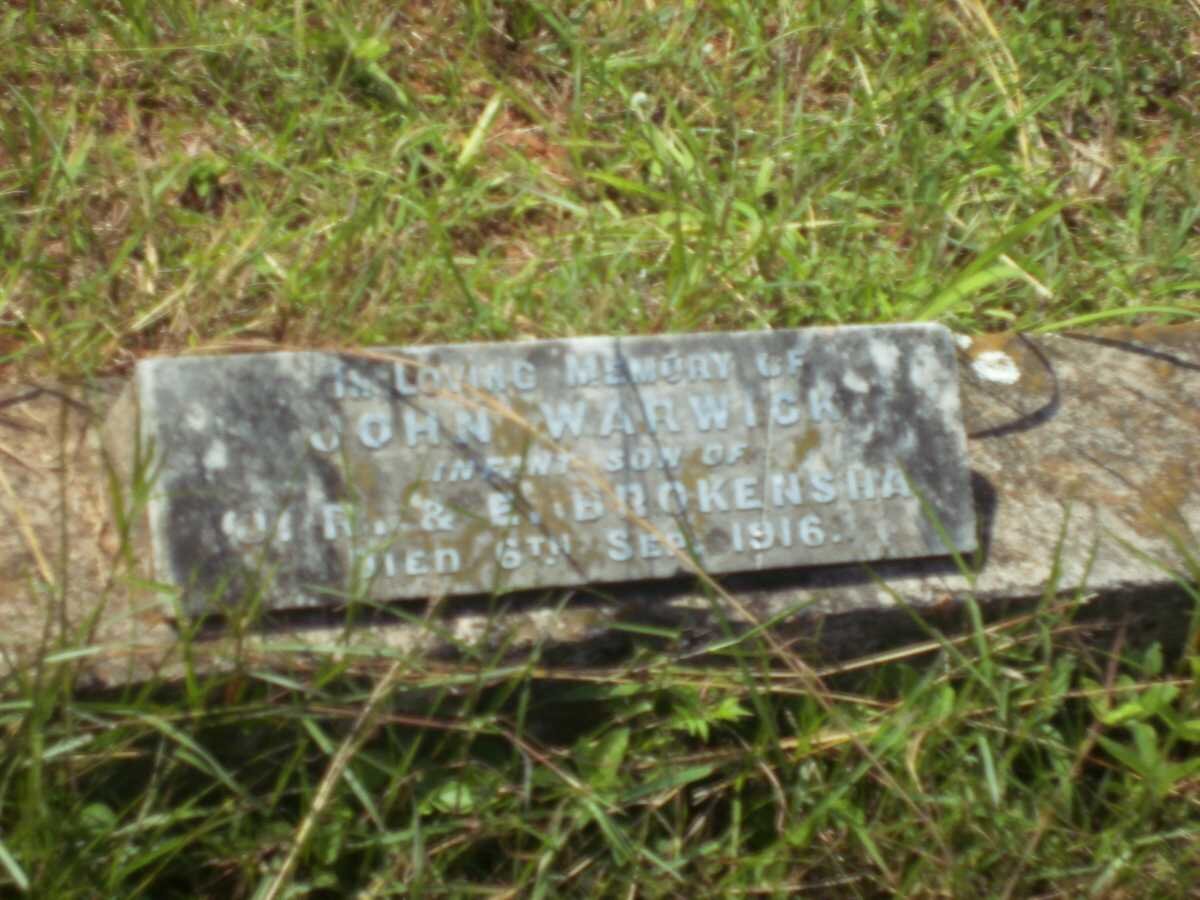 IN LOVING MEMORY OF
JOHN WARWICK
INFANT SON OF
R. & E. BROKENSHA
DIED 6TH SEP. 1916.